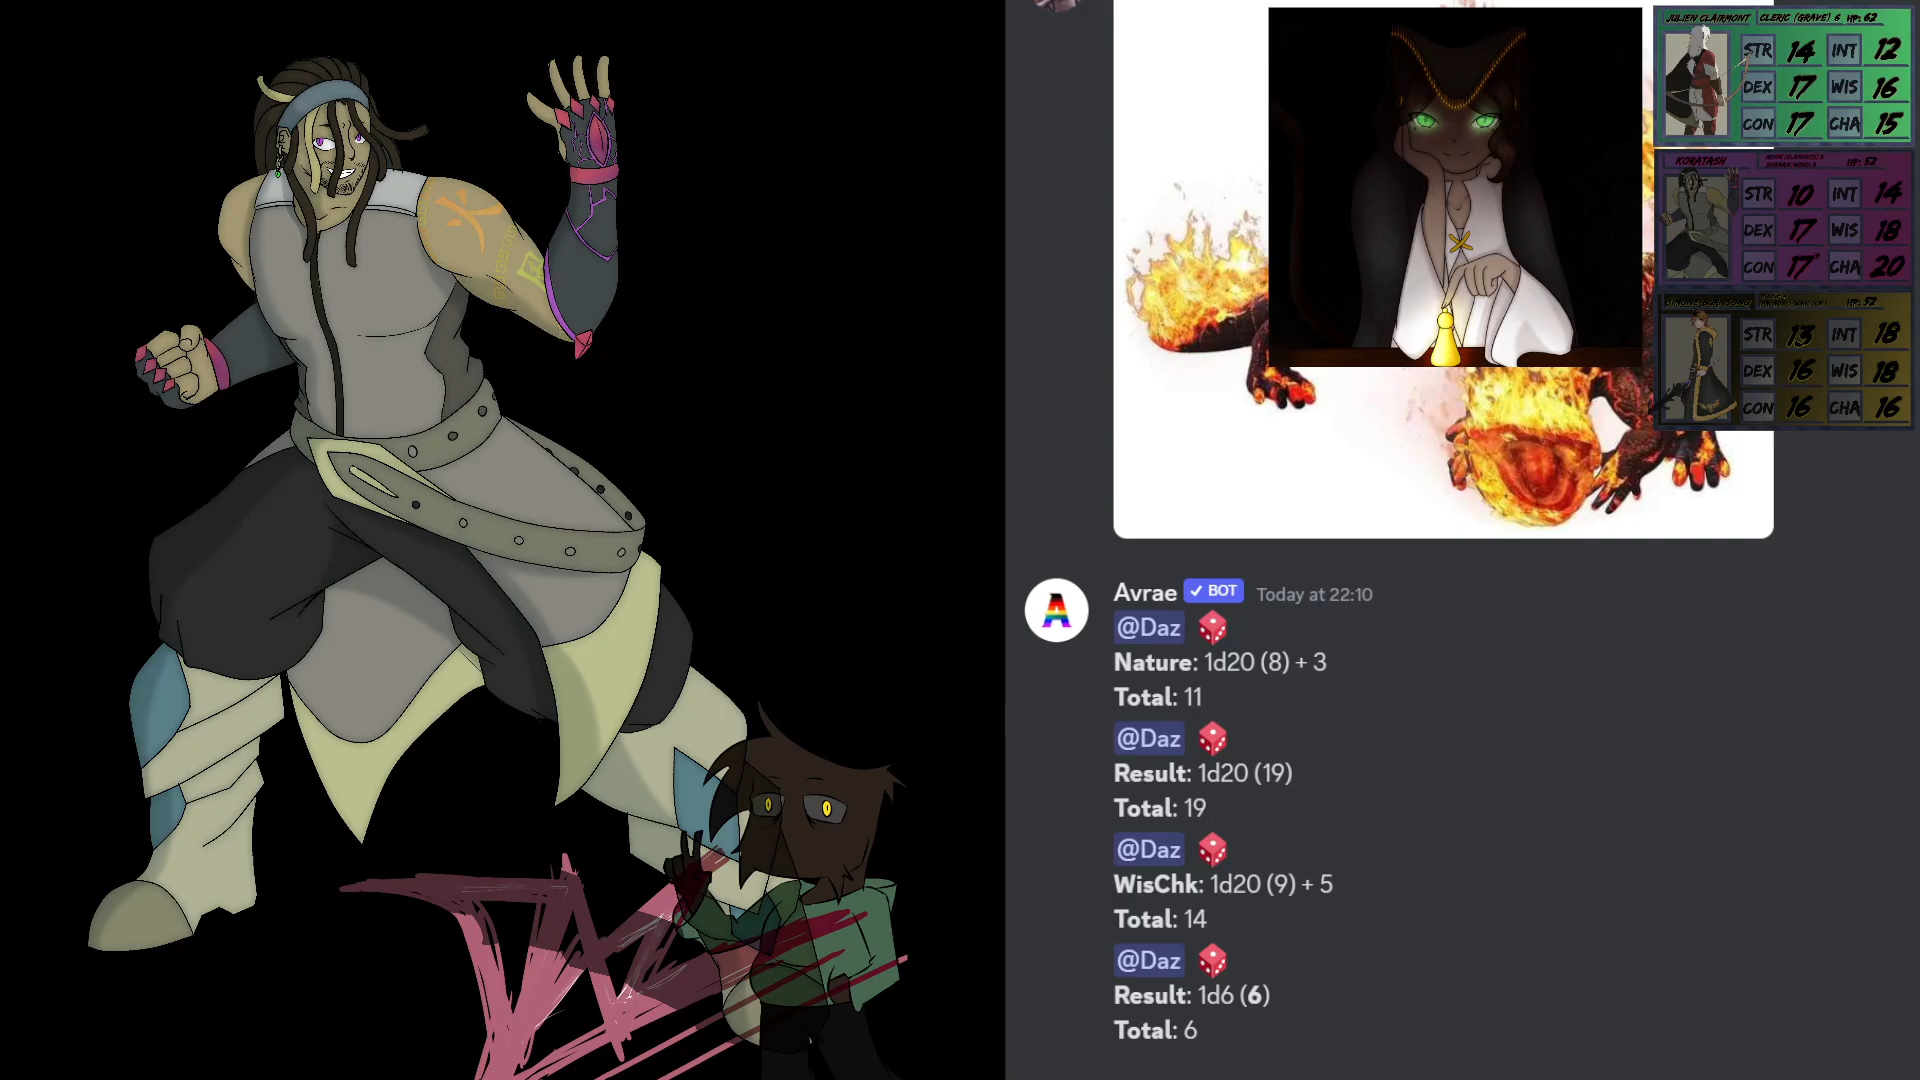 火
JULIEN CLAIRMONT CLERIC (GRAVE) 6 HP: 62
STR 14 INT 12
DEX 17 WIS 16
CON 17 CHA 15
KORATASH HP: 52
STR 10 INT 14
DEX 17 WIS 18
CON 17 CHA 20
SIMONE BURNSONG HP: 52
STR 13 INT 18
DEX 16 WIS 18
CON 16 CHA 16
Avrae ✓ BOT Today at 22:10
@Daz
Nature: 1d20 (8) + 3
Total: 11
@Daz
Result: 1d20 (19)
Total: 19
@Daz
WisChk: 1d20 (9) + 5
Total: 14
@Daz
Result: 1d6 (6)
Total: 6